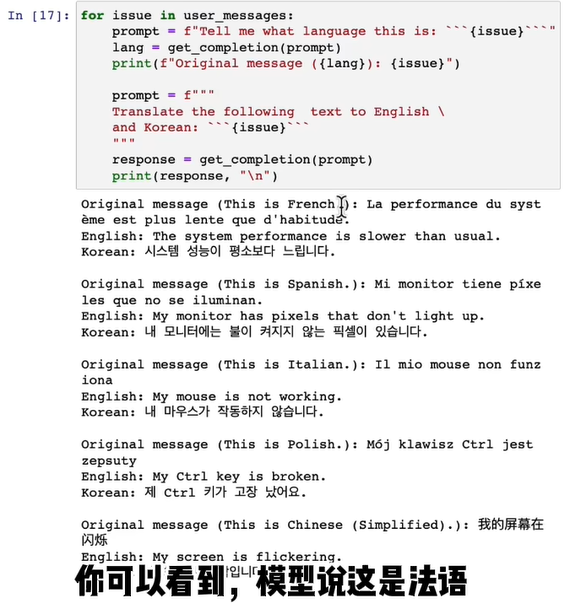 In [17]: for issue in user_messages:
prompt = f"Tell me what language this is: ```{issue}```"
lang = get_completion(prompt)
print(f"Original message ({lang}): {issue}")
prompt = f"""
Translate the following  text to English \
and Korean: ```{issue}```
"""
response = get_completion(prompt)
print(response, "\n")
Original message (This is French.): La performance du syst
ème est plus lente que d'habitude.
English: The system performance is slower than usual.
Korean: 시스템 성능이 평소보다 느립니다.
Original message (This is Spanish.): Mi monitor tiene píxe
les que no se iluminan.
English: My monitor has pixels that don't light up.
Korean: 내 모니터에는 불이 켜지지 않는 픽셀이 있습니다.
Original message (This is Italian.): Il mio mouse non funz
iona
English: My mouse is not working.
Korean: 내 마우스가 작동하지 않습니다.
Original message (This is Polish.): Mój klawisz Ctrl jest
zepsuty
English: My Ctrl key is broken.
Korean: 제 Ctrl 키가 고장 났어요.
Original message (This is Chinese (Simplified).): 我的屏幕在
闪烁
English: My screen is flickering.
你可以看到，模型说这是法语